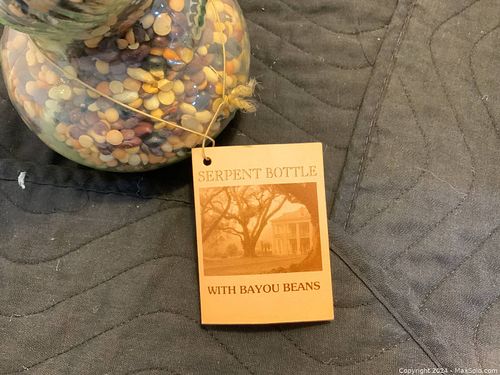 SERPENT BOTTLE
WITH BAYOU BEANS
Copyright 2024 - MaxSold.com